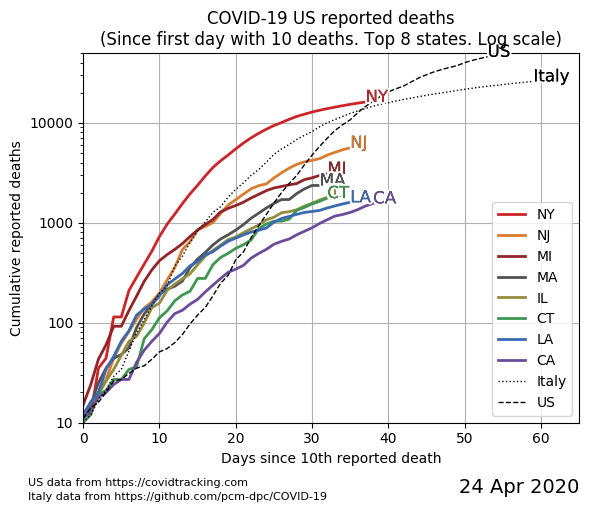 COVID-19 US reported deaths
(Since first day with 10 deaths. Top 8 states. Log scale)
US
Italy
NY
NJ
MI
MA
CT
LA
CA
10000
1000
100
10
Cumulative reported deaths
NY
NJ
MI
MA
IL
CT
LA
CA
Italy
US
0 10 20 30 40 50 60
Days since 10th reported death
US data from https://covidtracking.com
Italy data from https://github.com/pcm-dpc/COVID-19
24 Apr 2020